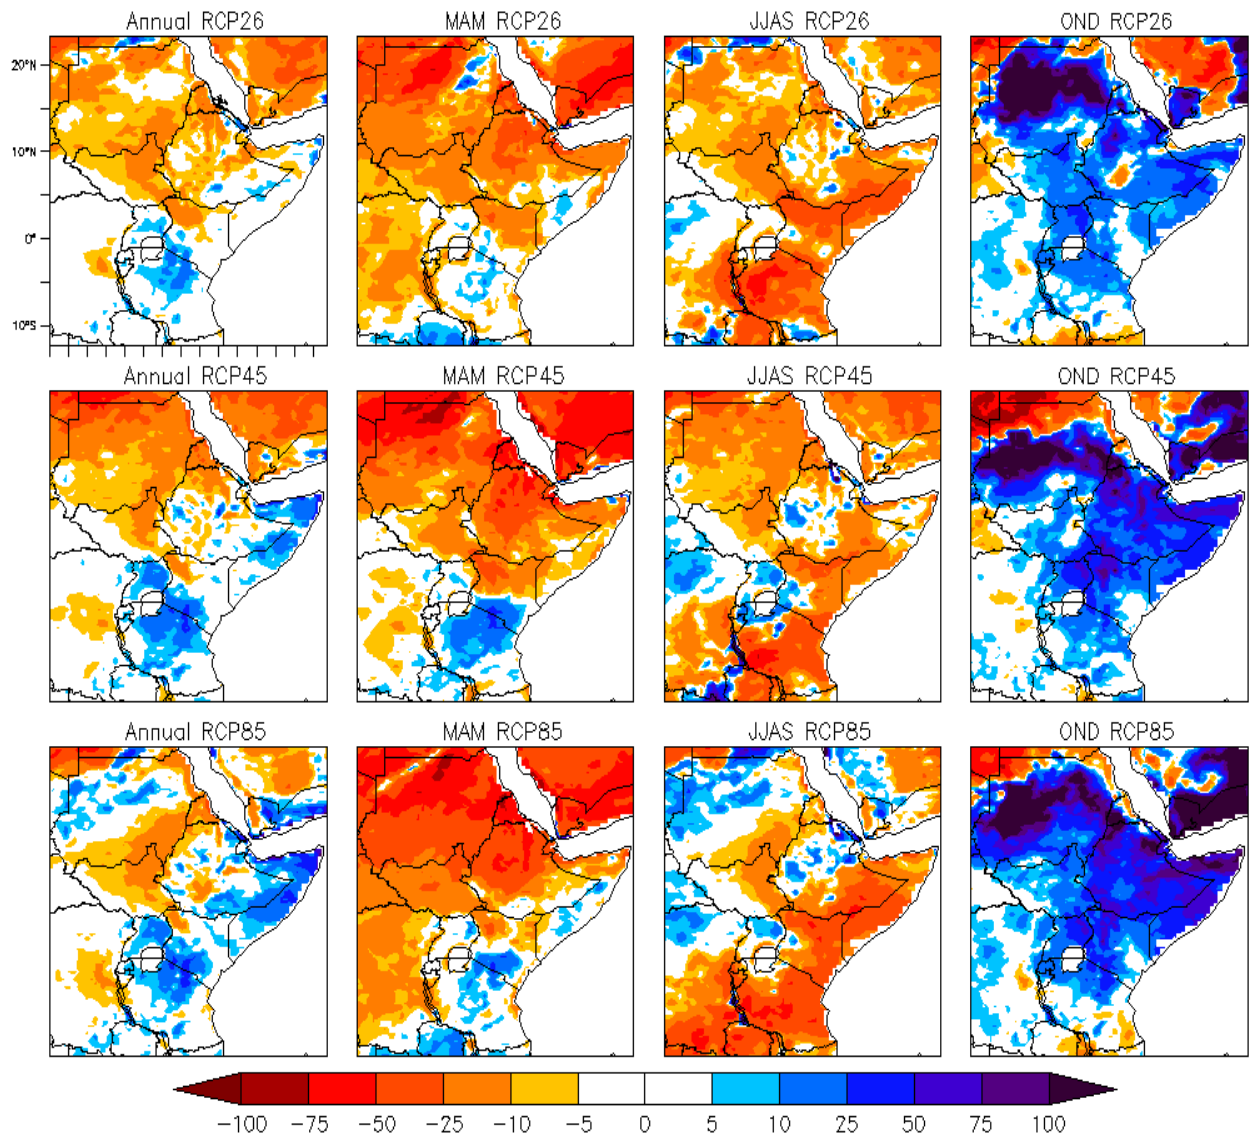 Annual RCP26 MAM RCP26 JJAS RCP26 OND RCP26
20°N
10°N
0°
10°S
Annual RCP45 MAM RCP45 JJAS RCP45 OND RCP45
Annual RCP85 MAM RCP85 JJAS RCP85 OND RCP85
−100 −75 −50 −25 −10 −5 0 5 10 25 50 75 100